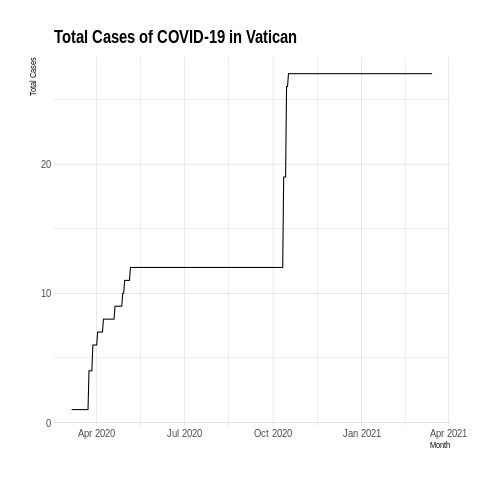 Total Cases of COVID-19 in Vatican
Total Cases
20
10
0
Apr 2020 Jul 2020 Oct 2020 Jan 2021 Apr 2021
Month